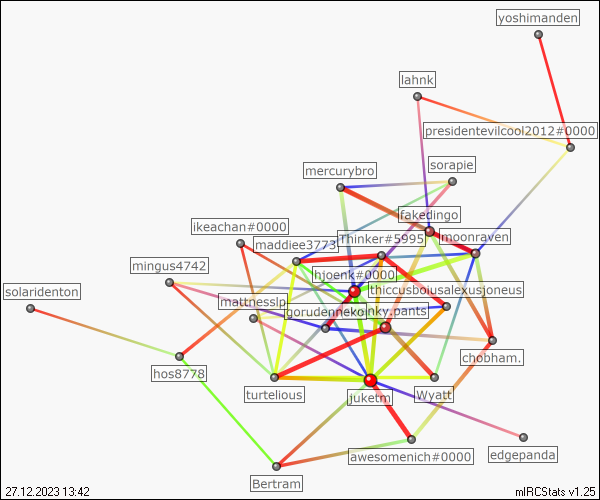 yoshimanden
lahnk
presidentevilcool2012#0000
mercurybro
sorapie
fakedingo
ikeachan#0000
Thinker#5995
moonraven
maddiee3773
mingus4742
hjoenk#0000
thiccusboiusalexusjoneus
solaridenton
mattnesslp
gorudenneko
inky.pants
chobham.
hos8778
turtelious
juketm
Wyatt
awesomenich#0000
edgepanda
Bertram
27.12.2023 13:42
mIRCStats v1.25